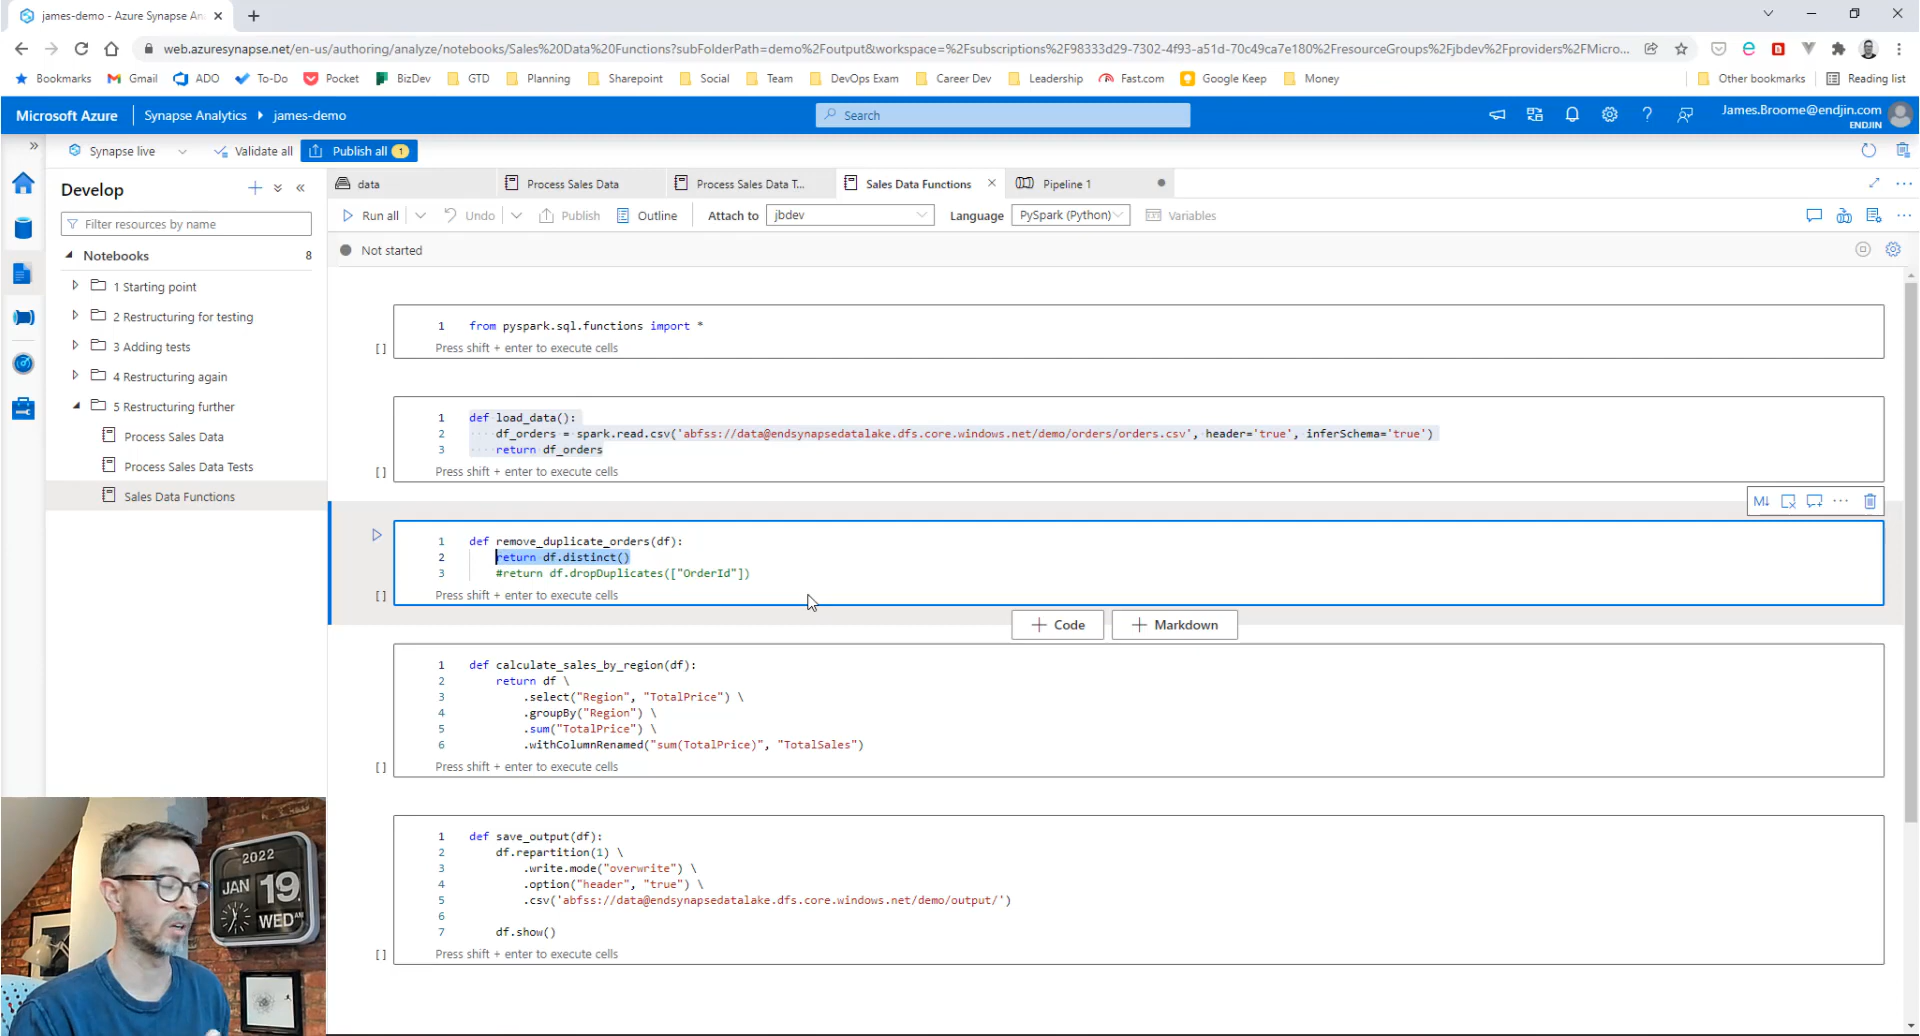 james-demo - Azure Synapse An
web.azuresynapse.net/en-us/authoring/analyze/notebooks/Sales%20Data%20Functions?subFolderPath=demo%2Foutput&workspace=%2Fsubscriptions%2F98333d29-7302-4f93-a51d-70c49ca7e180%2FresourceGroups%2Fjbdev%2Fproviders%2FMicro...
Bookmarks Gmail ADO To-Do Pocket BizDev GTD Planning Sharepoint Social Team DevOps Exam Career Dev Leadership Fast.com Google Keep Money Other bookmarks Reading list
Microsoft Azure Synapse Analytics james-demo Search James.Broome@endjin.com
ENDJIN
Synapse live Validate all Publish all 1
Develop
data Process Sales Data Process Sales Data T... Sales Data Functions Pipeline 1
Run all Undo Publish Outline Attach to jbdev Language PySpark (Python) Variables
Filter resources by name
Notebooks 8
Not started
1 Starting point
2 Restructuring for testing
3 Adding tests
4 Restructuring again
5 Restructuring further
Process Sales Data
Process Sales Data Tests
Sales Data Functions
1 from pyspark.sql.functions import *
[] Press shift + enter to execute cells
1 def load_data():
2 df_orders = spark.read.csv('abfss://data@endsynapsedatalake.dfs.core.windows.net/demo/orders/orders.csv', header='true', inferSchema='true')
3 return df_orders
[] Press shift + enter to execute cells
M↓
1 def remove_duplicate_orders(df):
2 return df.distinct()
3 #return df.dropDuplicates(["OrderId"])
[] Press shift + enter to execute cells
+ Code + Markdown
1 def calculate_sales_by_region(df):
2 return df \
3 .select("Region", "TotalPrice") \
4 .groupBy("Region") \
5 .sum("TotalPrice") \
6 .withColumnRenamed("sum(TotalPrice)", "TotalSales")
[] Press shift + enter to execute cells
1 def save_output(df):
2 df.repartition(1) \
3 .write.mode("overwrite") \
4 .option("header", "true") \
5 .csv('abfss://data@endsynapsedatalake.dfs.core.windows.net/demo/output/')
6
7 df.show()
[] Press shift + enter to execute cells
2022
JAN 19
WED AM